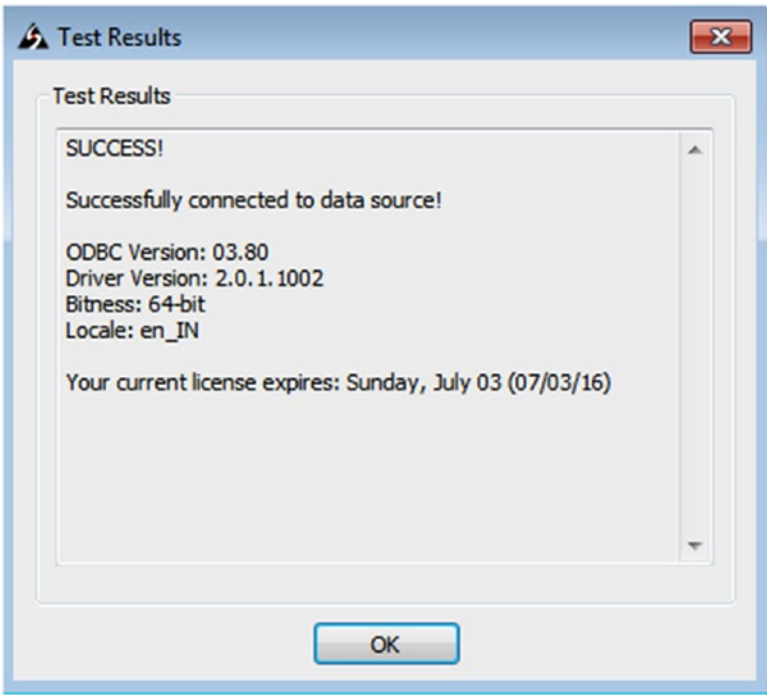 Test Results
Test Results
SUCCESS!
Successfully connected to data source!
ODBC Version: 03.80
Driver Version: 2.0.1.1002
Bitness: 64-bit
Locale: en_IN
Your current license expires: Sunday, July 03 (07/03/16)
OK